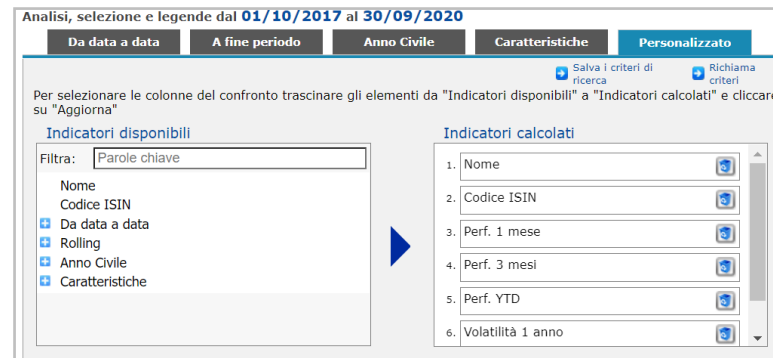 Analisi, selezione e legende dal 01/10/2017 al 30/09/2020
Da data a data
A fine periodo
Anno Civile
Caratteristiche
Personalizzato
Salva i criteri di
ricerca
Richiama
criteri
Per selezionare le colonne del confronto trascinare gli elementi da "Indicatori disponibili" a "Indicatori calcolati" e cliccare
su "Aggiorna"
Indicatori disponibili
Filtra: Parole chiave
Nome
Codice ISIN
Da data a data
Rolling
Anno Civile
Caratteristiche
Indicatori calcolati
1. Nome
2. Codice ISIN
3. Perf. 1 mese
4. Perf. 3 mesi
5. Perf. YTD
6. Volatilità 1 anno